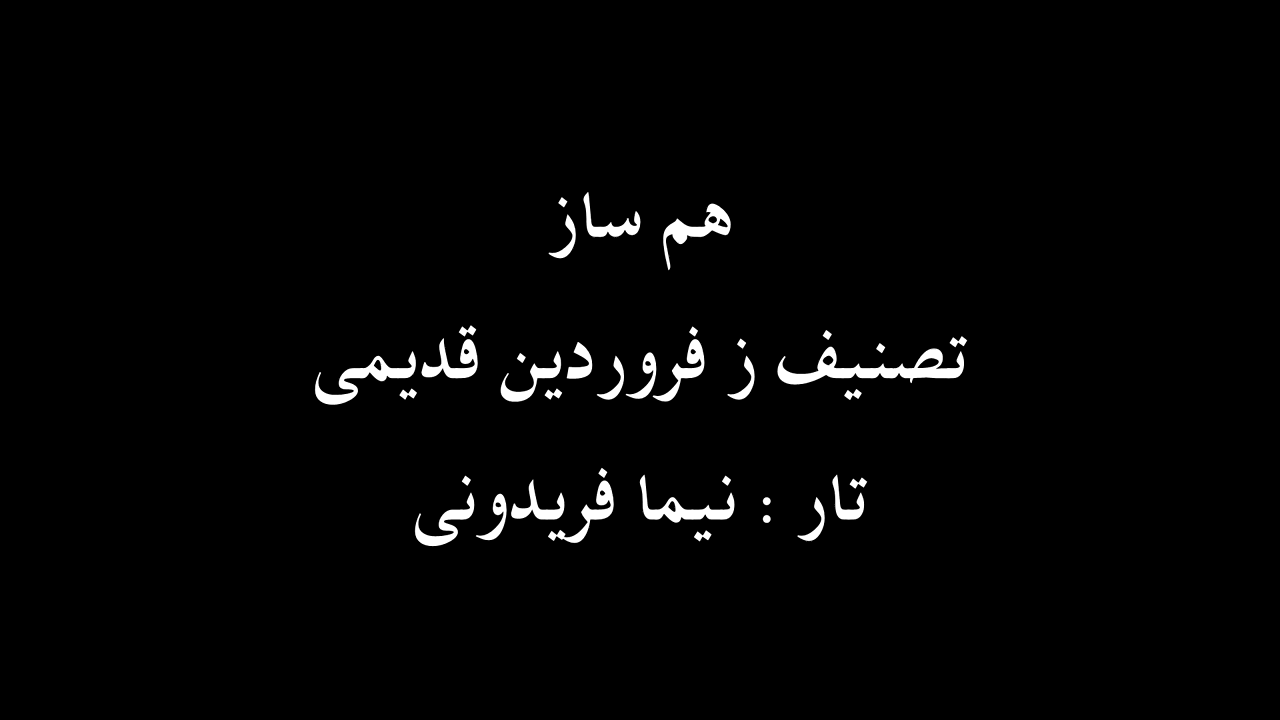 هم ساز
تصنیف ز فروردین قدیمی
تار : نیما فریدونی